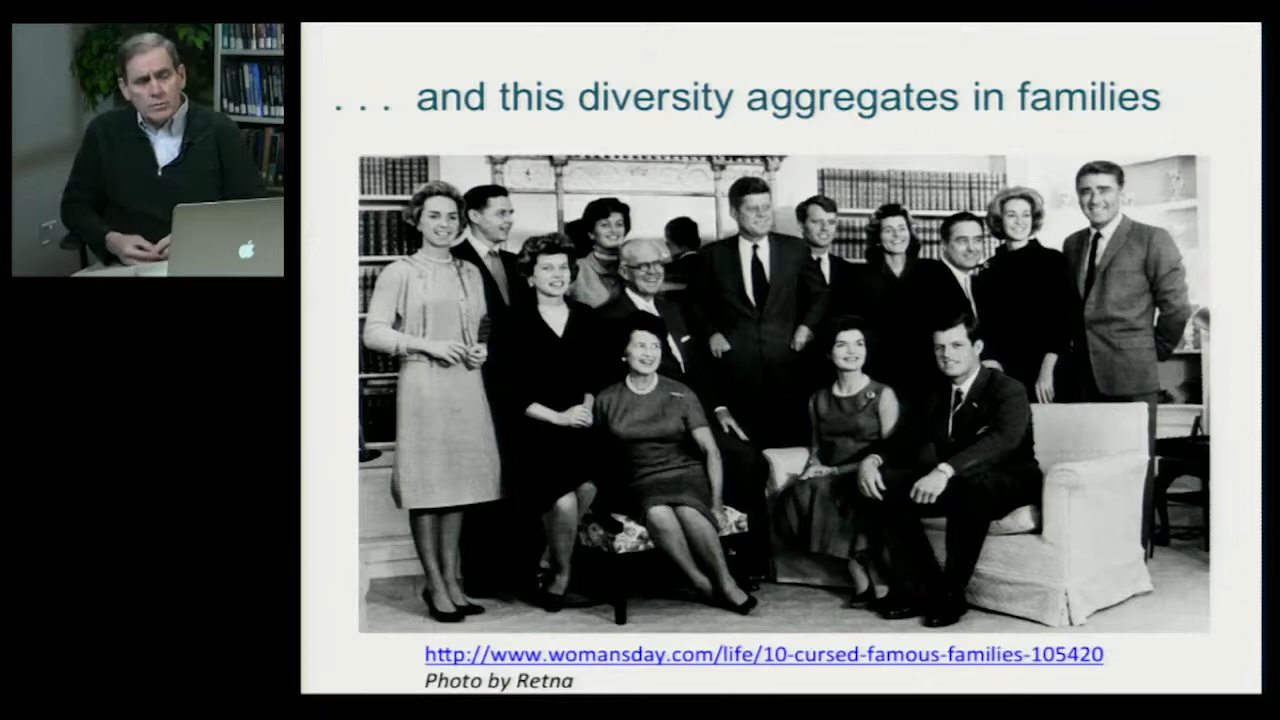 . . . and this diversity aggregates in families
http://www.womansday.com/life/10-cursed-famous-families-105420
Photo by Retna